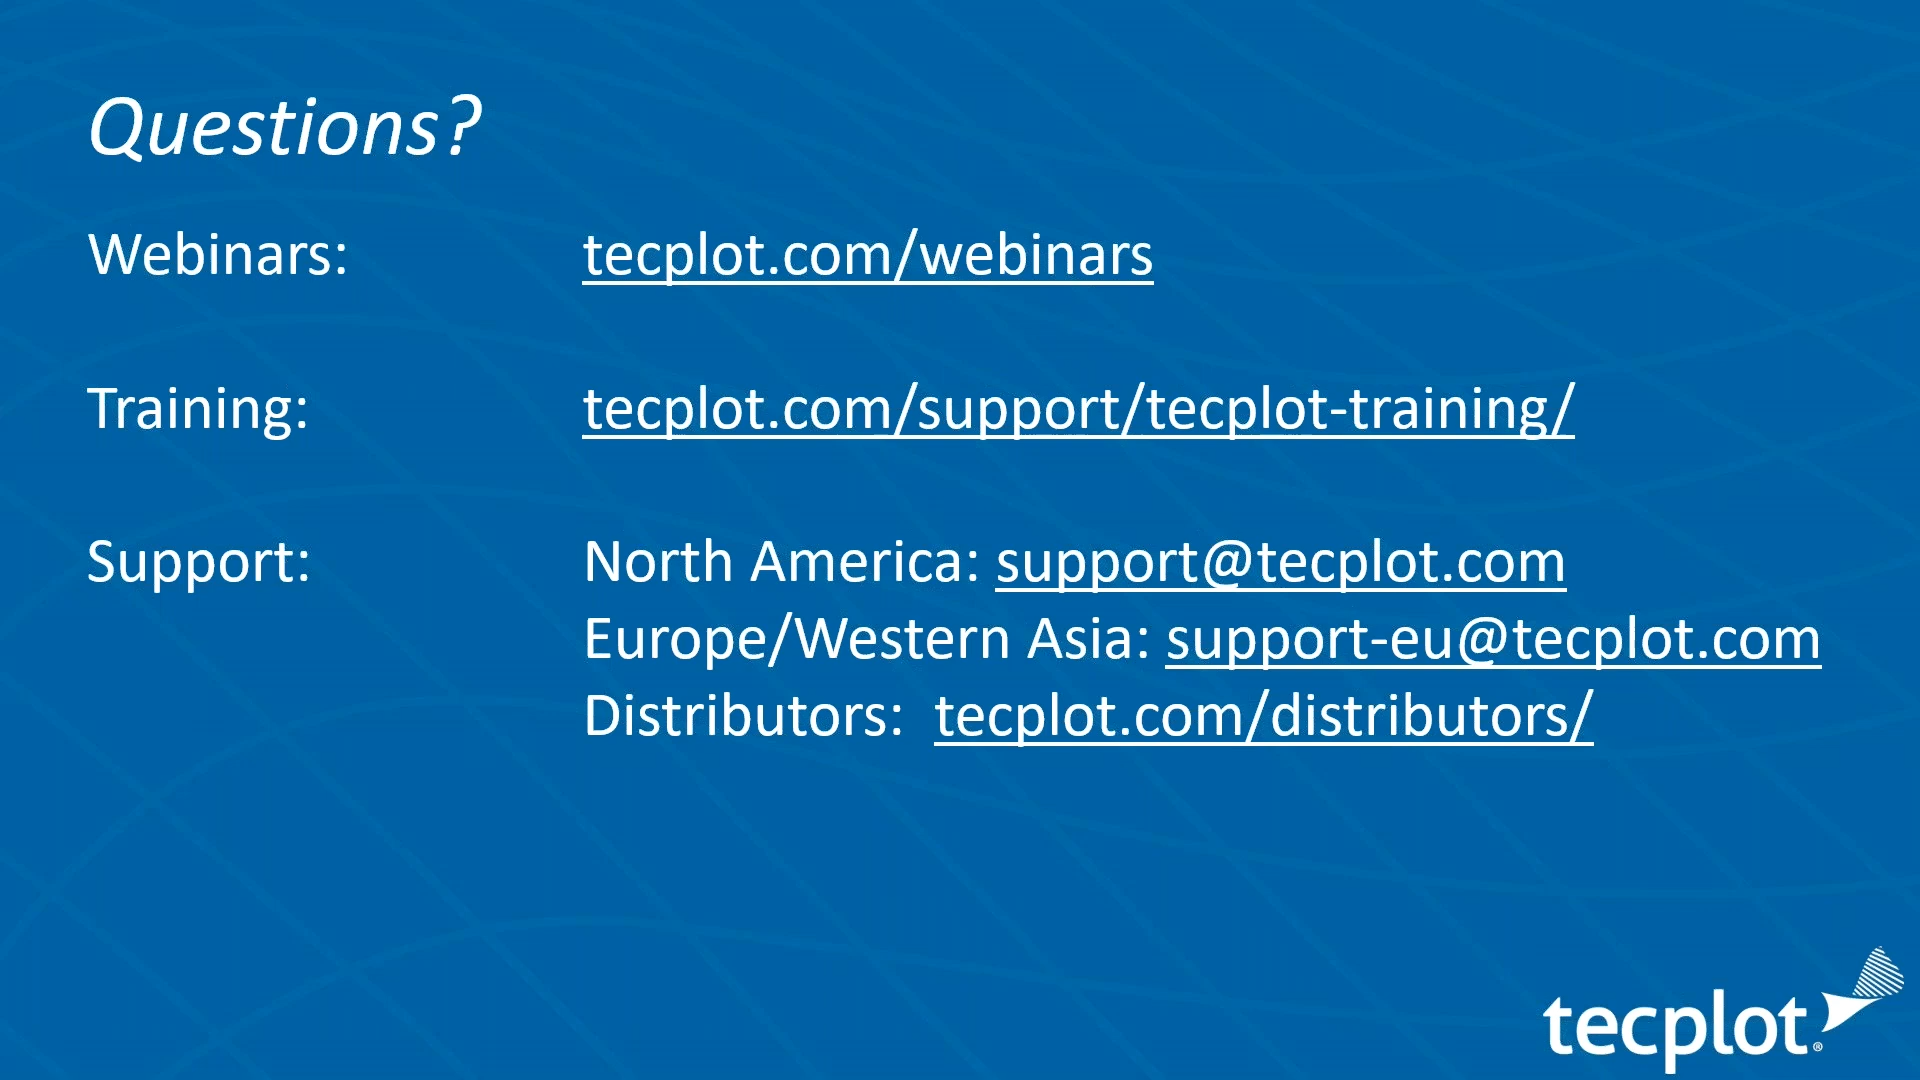 Questions?
Webinars: tecplot.com/webinars
Training: tecplot.com/support/tecplot-training/
Support: North America: support@tecplot.com
Europe/Western Asia: support-eu@tecplot.com
Distributors: tecplot.com/distributors/
tecplot®